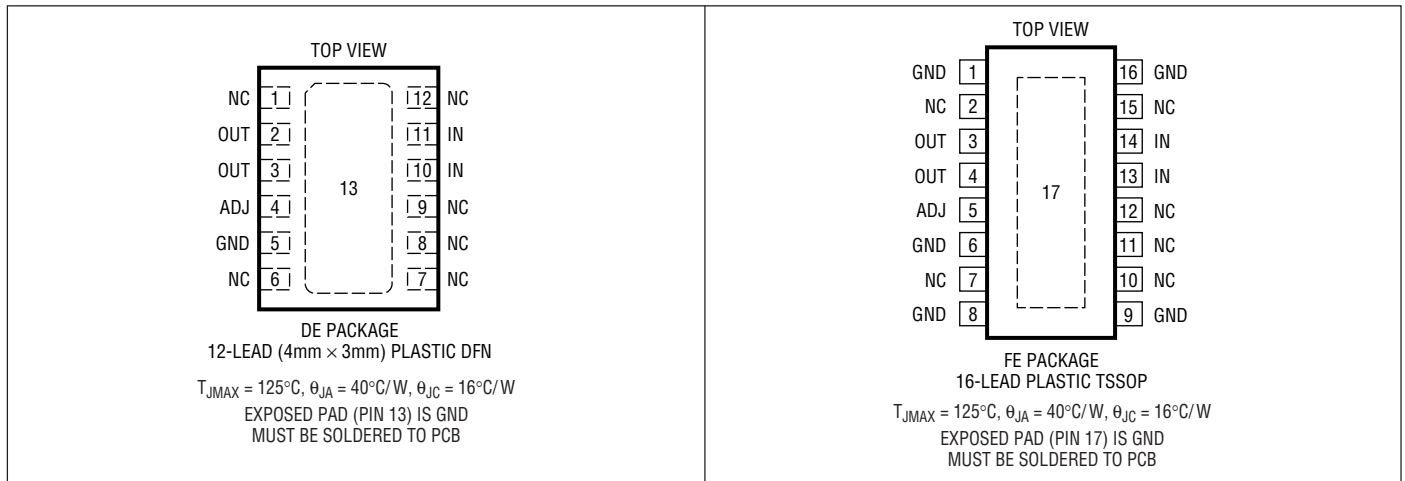 TOP VIEW
NC 1 12 NC
OUT 2 11 IN
OUT 3 10 IN
13
ADJ 4 9 NC
GND 5 8 NC
NC 6 7 NC
DE PACKAGE
12-LEAD (4mm × 3mm) PLASTIC DFN
TJMAX = 125°C, θJA = 40°C/W, θJC = 16°C/W
EXPOSED PAD (PIN 13) IS GND
MUST BE SOLDERED TO PCB
TOP VIEW
GND 1 16 GND
NC 2 15 NC
OUT 3 14 IN
OUT 4 13 IN
17
ADJ 5 12 NC
GND 6 11 NC
NC 7 10 NC
GND 8 9 GND
FE PACKAGE
16-LEAD PLASTIC TSSOP
TJMAX = 125°C, θJA = 40°C/W, θJC = 16°C/W
EXPOSED PAD (PIN 17) IS GND
MUST BE SOLDERED TO PCB